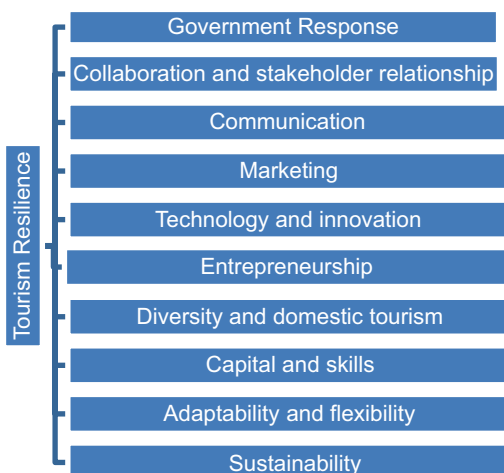 Tourism Resilience
Government Response
Collaboration and stakeholder relationship
Communication
Marketing
Technology and innovation
Entrepreneurship
Diversity and domestic tourism
Capital and skills
Adaptability and flexibility
Sustainability